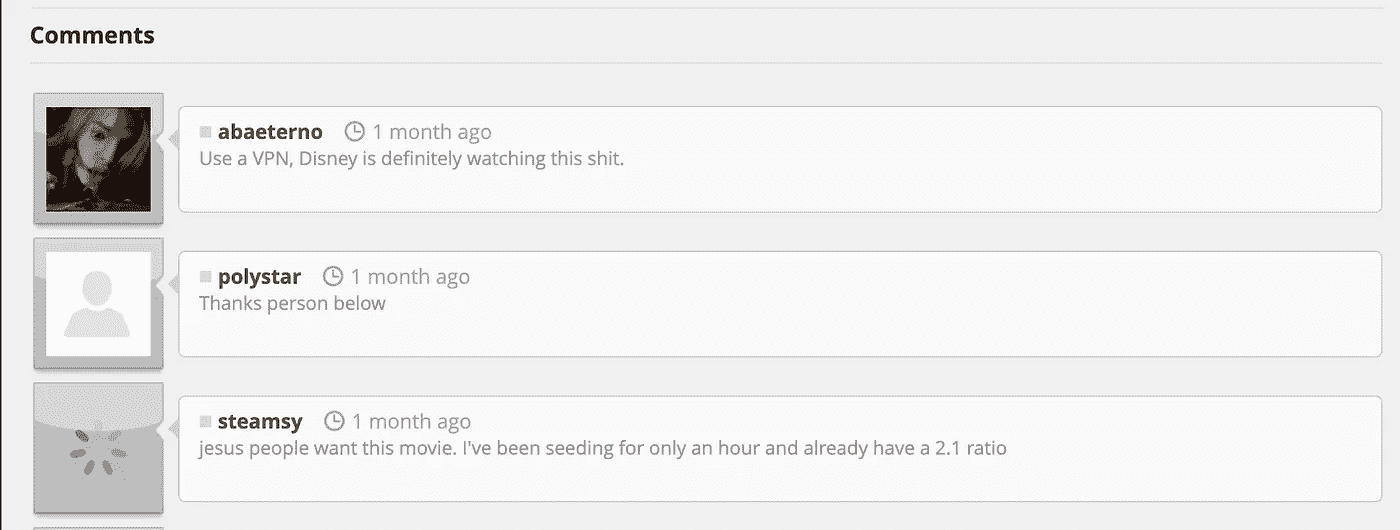 Comments
abaeterno 1 month ago
Use a VPN, Disney is definitely watching this shit.
polystar 1 month ago
Thanks person below
steamsy 1 month ago
jesus people want this movie. I've been seeding for only an hour and already have a 2.1 ratio